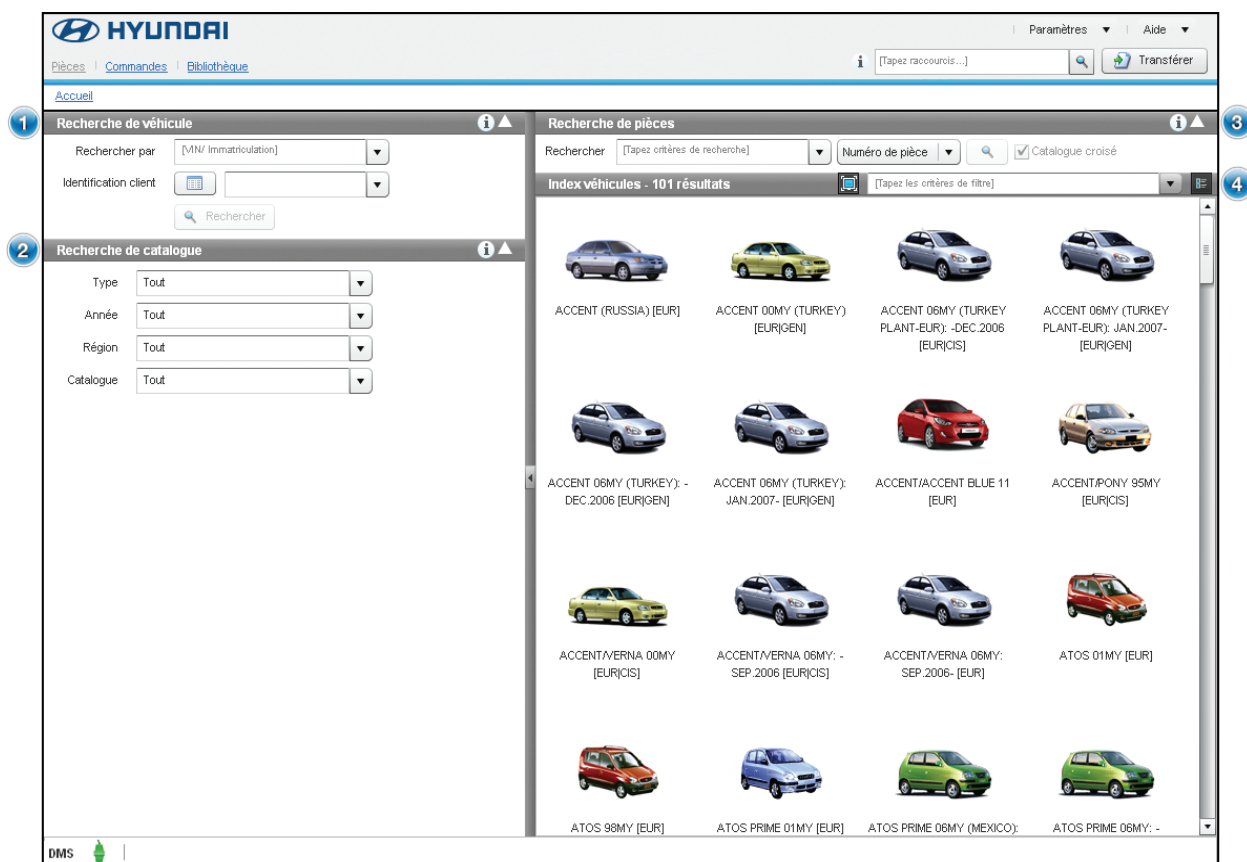 HYUNDAI
Paramètres ▼ Aide ▼
Pièces Commandes Bibliothèque
i [Tapez raccourcis...] Transférer
Accueil
1 Recherche de véhicule
Rechercher par [VIN/ Immatriculation]
Identification client
Rechercher
2 Recherche de catalogue
Type Tout
Année Tout
Région Tout
Catalogue Tout
3 Recherche de pièces
Rechercher [Tapez critères de recherche] Numéro de pièce Catalogue croisé
4 Index véhicules - 101 résultats [Tapez les critères de filtre]
ACCENT (RUSSIA) [EUR]
ACCENT 00MY (TURKEY)
[EUR|GEN]
ACCENT 06MY (TURKEY
PLANT-EUR): -DEC.2006
[EUR|CIS]
ACCENT 06MY (TURKEY
PLANT-EUR): JAN.2007-
[EUR|GEN]
ACCENT 06MY (TURKEY): -
DEC.2006 [EUR|GEN]
ACCENT 06MY (TURKEY):
JAN.2007- [EUR|GEN]
ACCENT/ACCENT BLUE 11
[EUR]
ACCENT/PONY 95MY
[EUR|CIS]
ACCENT/VERNA 00MY
[EUR|CIS]
ACCENT/VERNA 06MY: -
SEP.2006 [EUR|CIS]
ACCENT/VERNA 06MY:
SEP.2006- [EUR]
ATOS 01MY [EUR]
ATOS 98MY [EUR]
ATOS PRIME 01MY [EUR]
ATOS PRIME 06MY (MEXICO):
ATOS PRIME 06MY: -
DMS